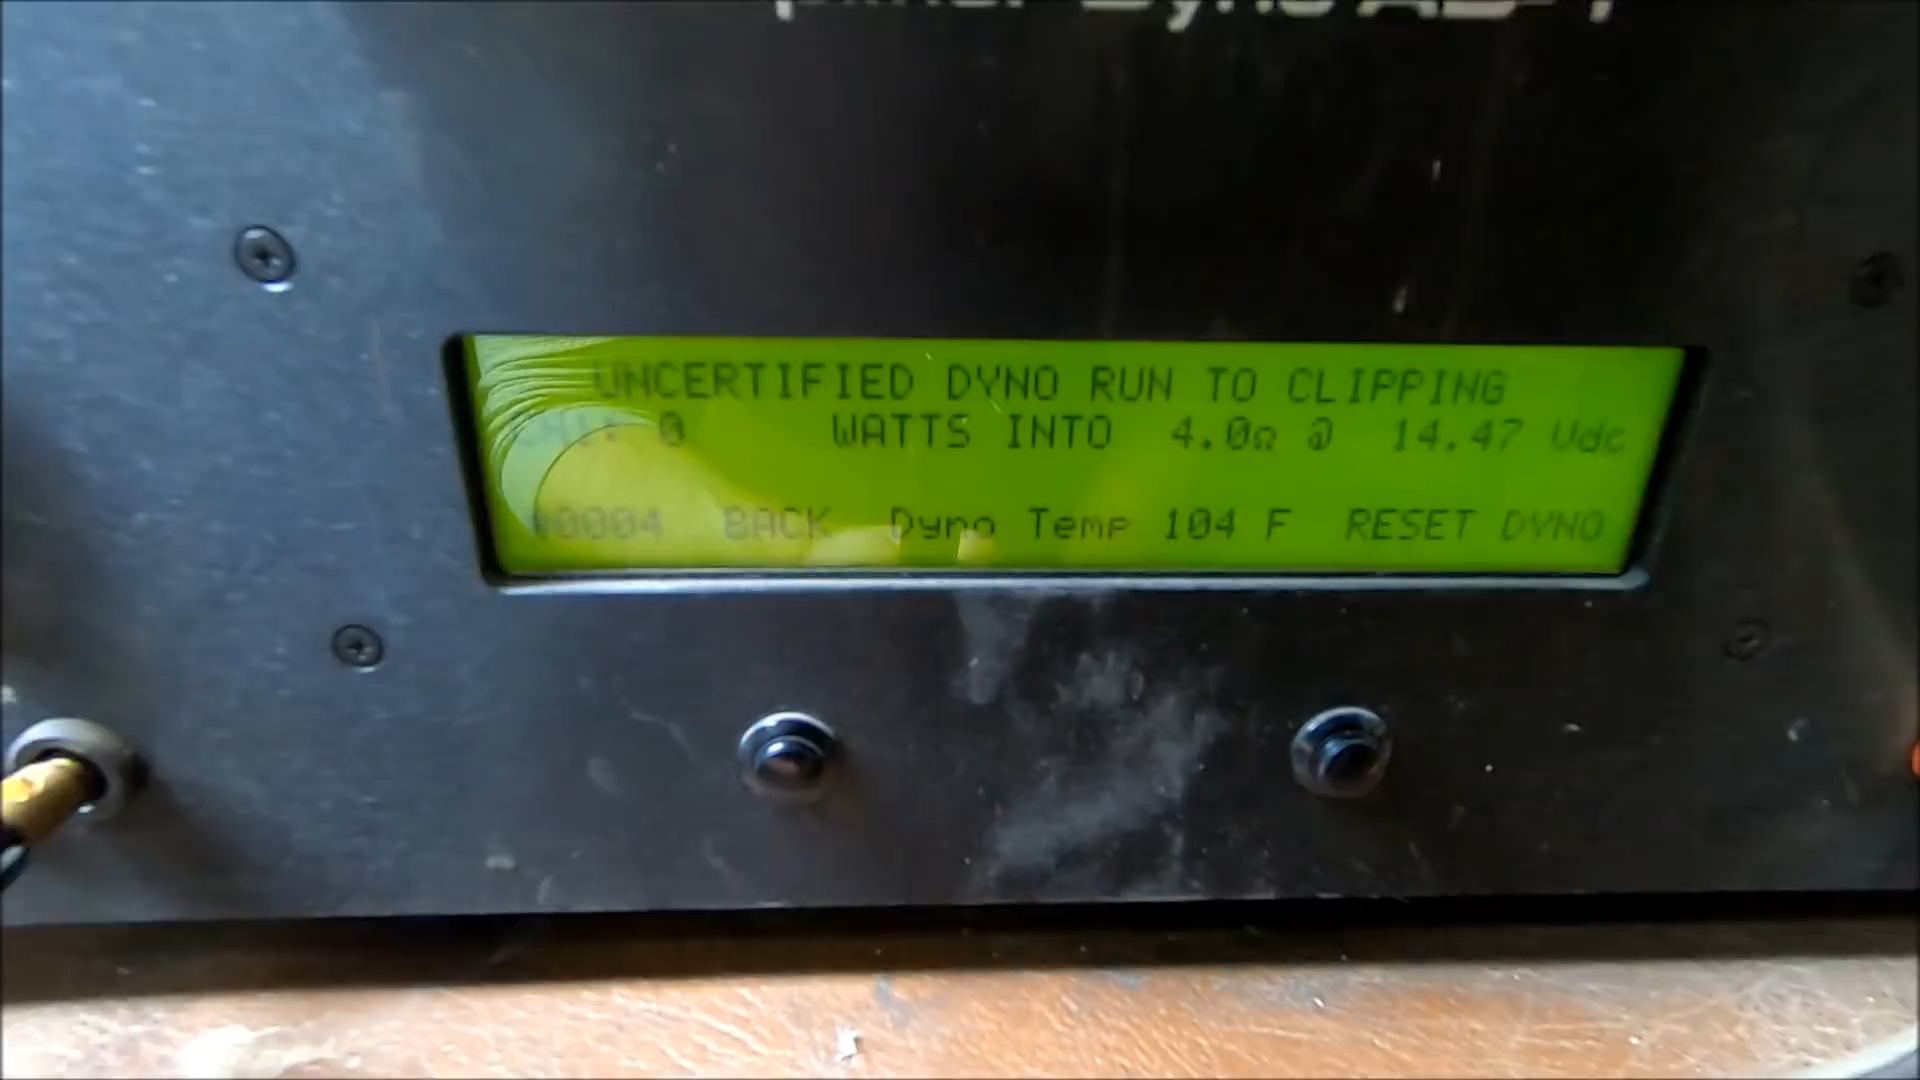 UNCERTIFIED DYNO RUN TO CLIPPING
0 WATTS INTO 4.0Ω @ 14.47 Vdc
BACK Dyno Temp 104 F RESET DYNO